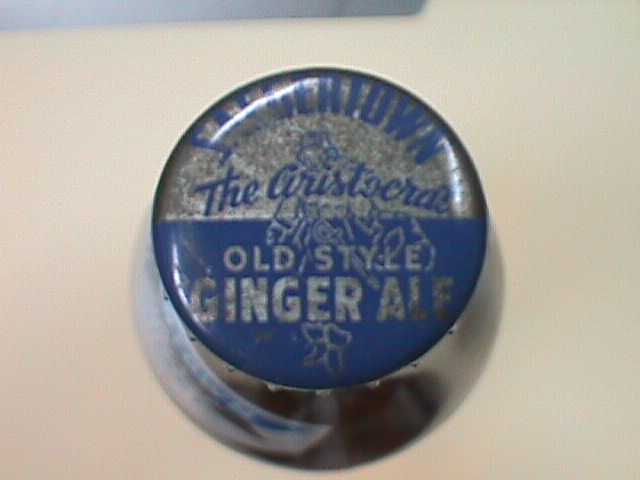 The Aristocrat
OLD STYLE
GINGER ALE